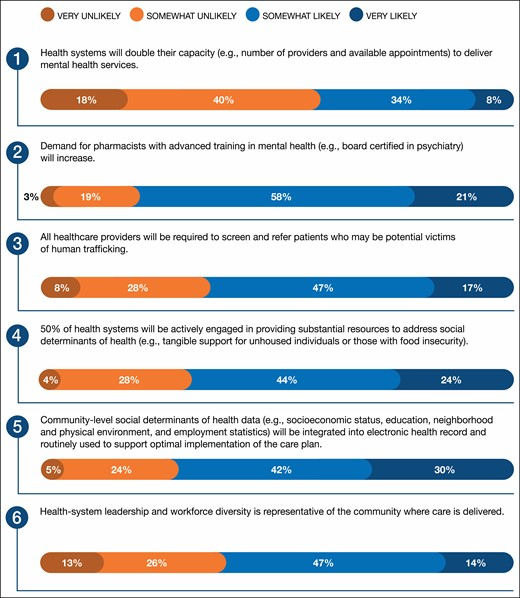 VERY UNLIKELY SOMEWHAT UNLIKELY SOMEWHAT LIKELY VERY LIKELY
1
Health systems will double their capacity (e.g., number of providers and available appointments) to deliver
mental health services.
18% 40% 34% 8%
2
Demand for pharmacists with advanced training in mental health (e.g., board certified in psychiatry)
will increase.
3% 19% 58% 21%
3
All healthcare providers will be required to screen and refer patients who may be potential victims
of human trafficking.
8% 28% 47% 17%
4
50% of health systems will be actively engaged in providing substantial resources to address social
determinants of health (e.g., tangible support for unhoused individuals or those with food insecurity).
4% 28% 44% 24%
5
Community-level social determinants of health data (e.g., socioeconomic status, education, neighborhood
and physical environment, and employment statistics) will be integrated into electronic health record and
routinely used to support optimal implementation of the care plan.
5% 24% 42% 30%
6
Health-system leadership and workforce diversity is representative of the community where care is delivered.
13% 26% 47% 14%